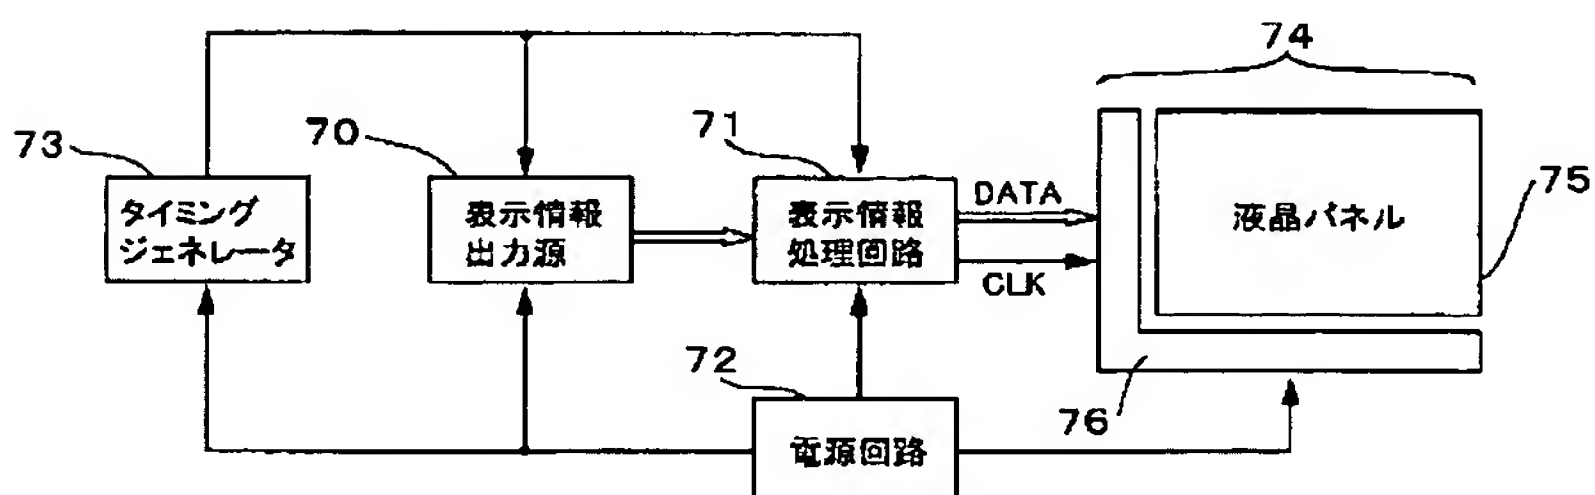 74
73
70
71
75
タイミング
ジェネレータ
表示情報
出力源
表示情報
処理回路
DATA
CLK
液晶パネル
72
76
電源回路